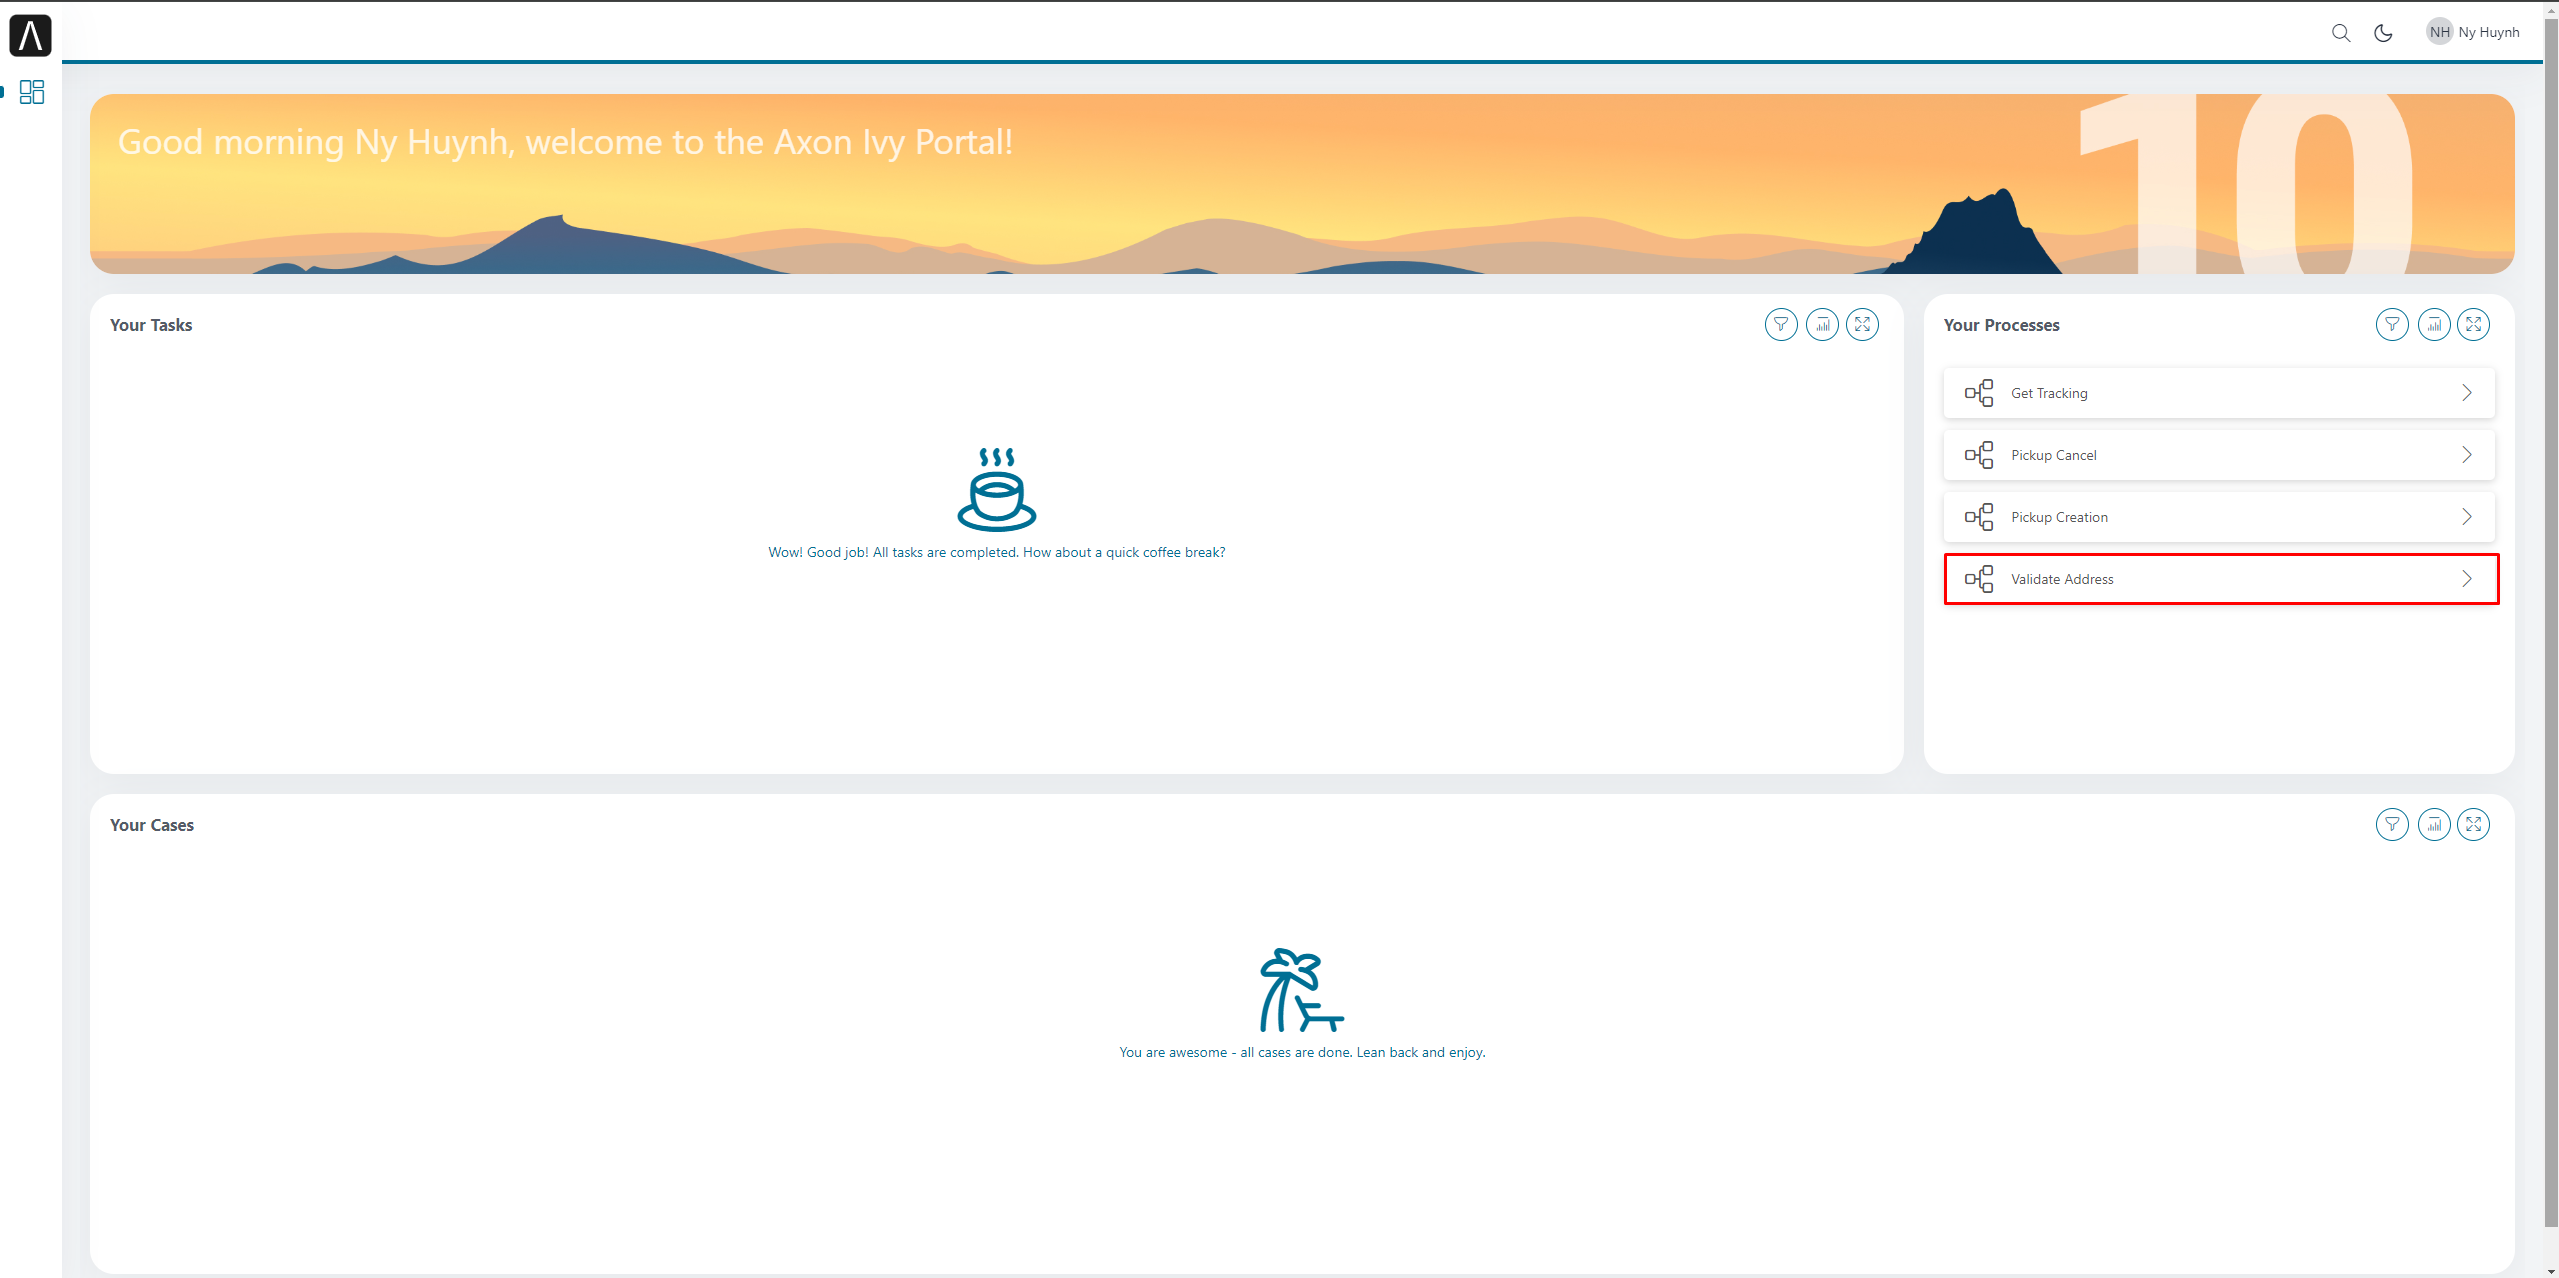 NH Ny Huynh
Good morning Ny Huynh, welcome to the Axon Ivy Portal!
10
Your Tasks
Wow! Good job! All tasks are completed. How about a quick coffee break?
Your Processes
Get Tracking
Pickup Cancel
Pickup Creation
Validate Address
Your Cases
You are awesome - all cases are done. Lean back and enjoy.